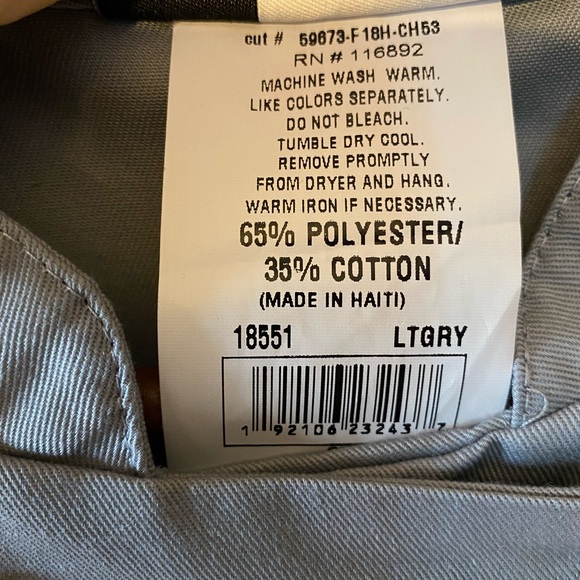 cut # 59673-F18H-CH53
RN # 116892
MACHINE WASH WARM.
LIKE COLORS SEPARATELY.
DO NOT BLEACH.
TUMBLE DRY COOL.
REMOVE PROMPTLY
FROM DRYER AND HANG.
WARM IRON IF NECESSARY.
65% POLYESTER/
35% COTTON
(MADE IN HAITI)
18551 LTGRY
1 92106 23243 7